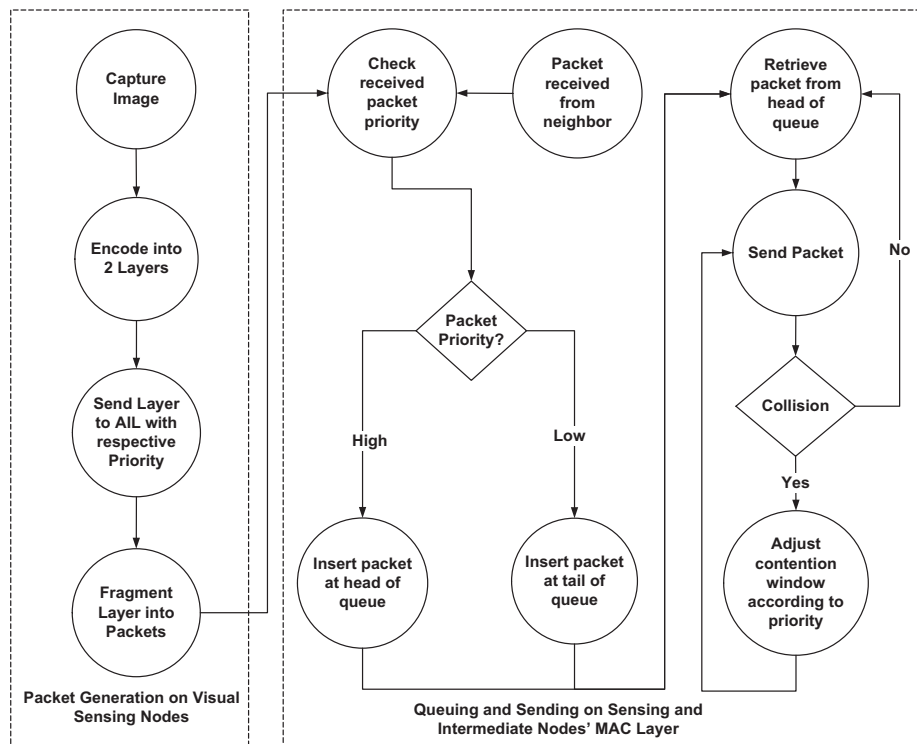 Capture
Image
Encode into
2 Layers
Send Layer
to AIL with
respective
Priority
Fragment
Layer into
Packets
Packet Generation on Visual
Sensing Nodes
Check
received
packet
priority
Packet
received
from
neighbor
Packet
Priority?
High
Low
Insert packet
at head of
queue
Insert packet
at tail of
queue
Retrieve
packet from
head of
queue
Send Packet
No
Collision
Yes
Adjust
contention
window
according to
priority
Queuing and Sending on Sensing and
Intermediate Nodes’ MAC Layer